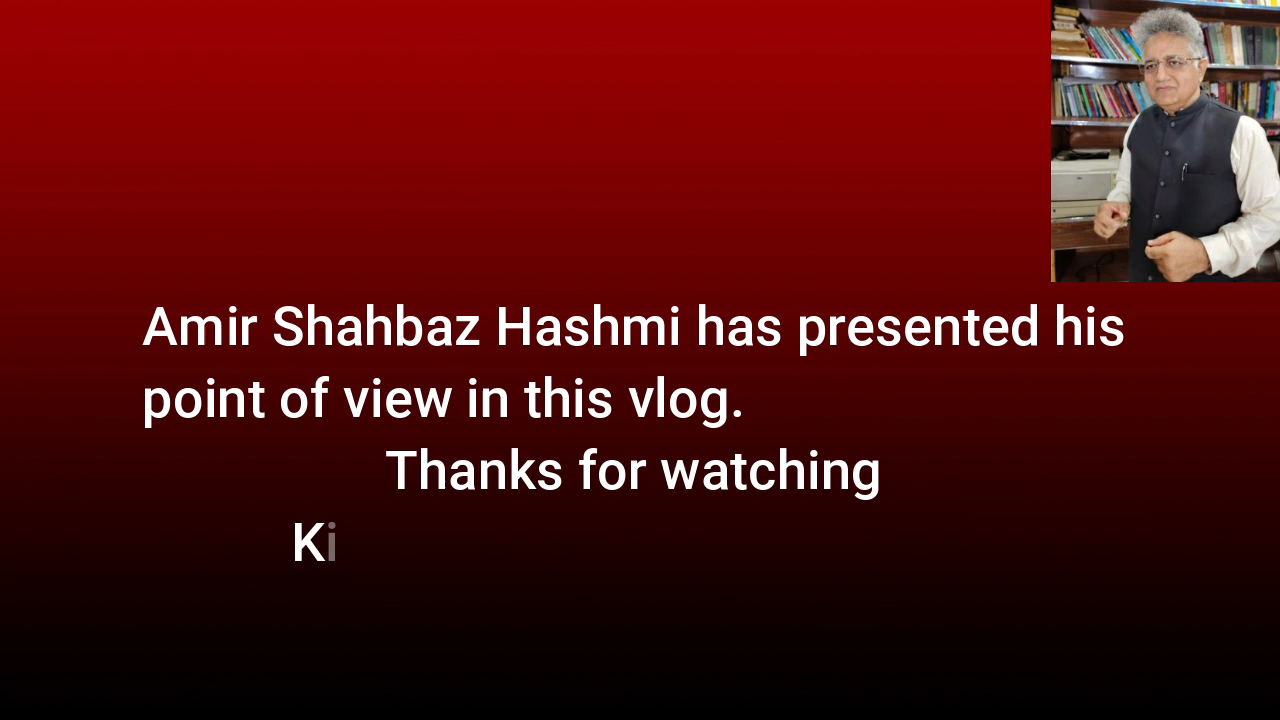 Amir Shahbaz Hashmi has presented his
point of view in this vlog.
Thanks for watching
Ki